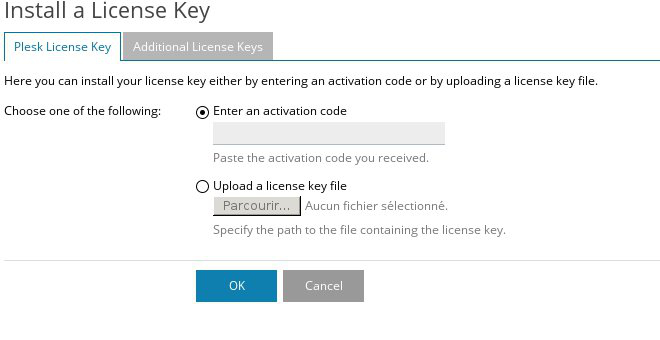 Install a License Key
Plesk License Key
Additional License Keys
Here you can install your license key either by entering an activation code or by uploading a license key file.
Choose one of the following:
Enter an activation code
Paste the activation code you received.
Upload a license key file
Parcourir... Aucun fichier sélectionné.
Specify the path to the file containing the license key.
OK
Cancel